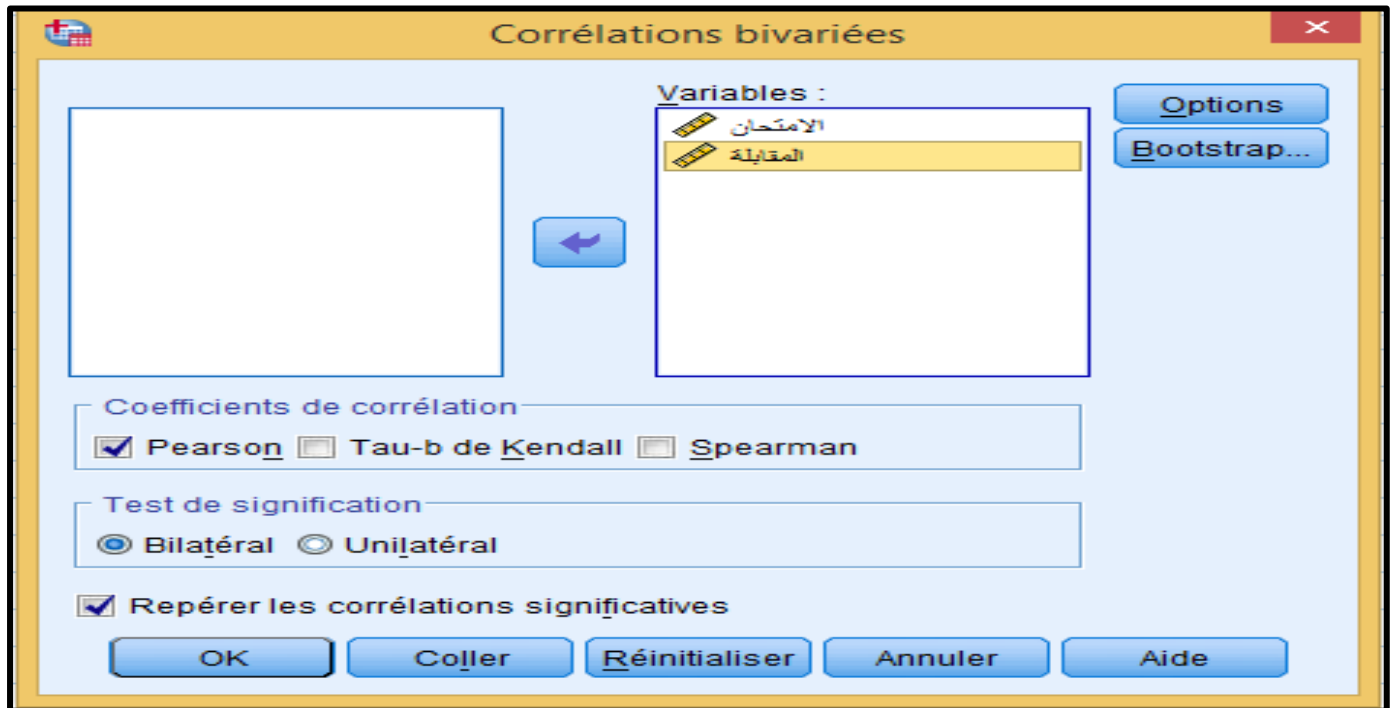 Corrélations bivariées
Variables :
الامتحان
المقابلة
Options
Bootstrap...
Coefficients de corrélation
Pearson Tau-b de Kendall Spearman
Test de signification
Bilatéral Unilatéral
Repérer les corrélations significatives
OK Coller Réinitialiser Annuler Aide